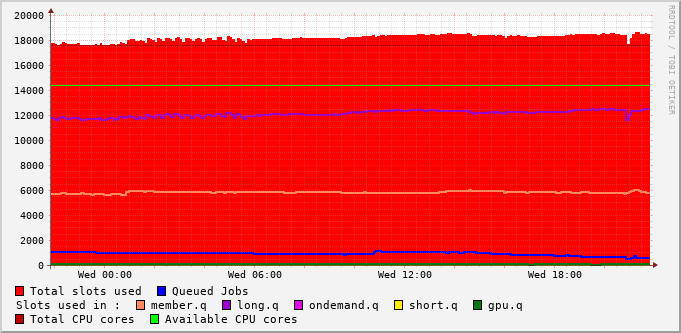 20000
18000
16000
14000
12000
10000
8000
6000
4000
2000
0
Wed 00:00 Wed 06:00 Wed 12:00 Wed 18:00
RRDTOOL / TOBI OETIKER
Total slots used Queued Jobs
Slots used in : member.q long.q ondemand.q short.q gpu.q
Total CPU cores Available CPU cores